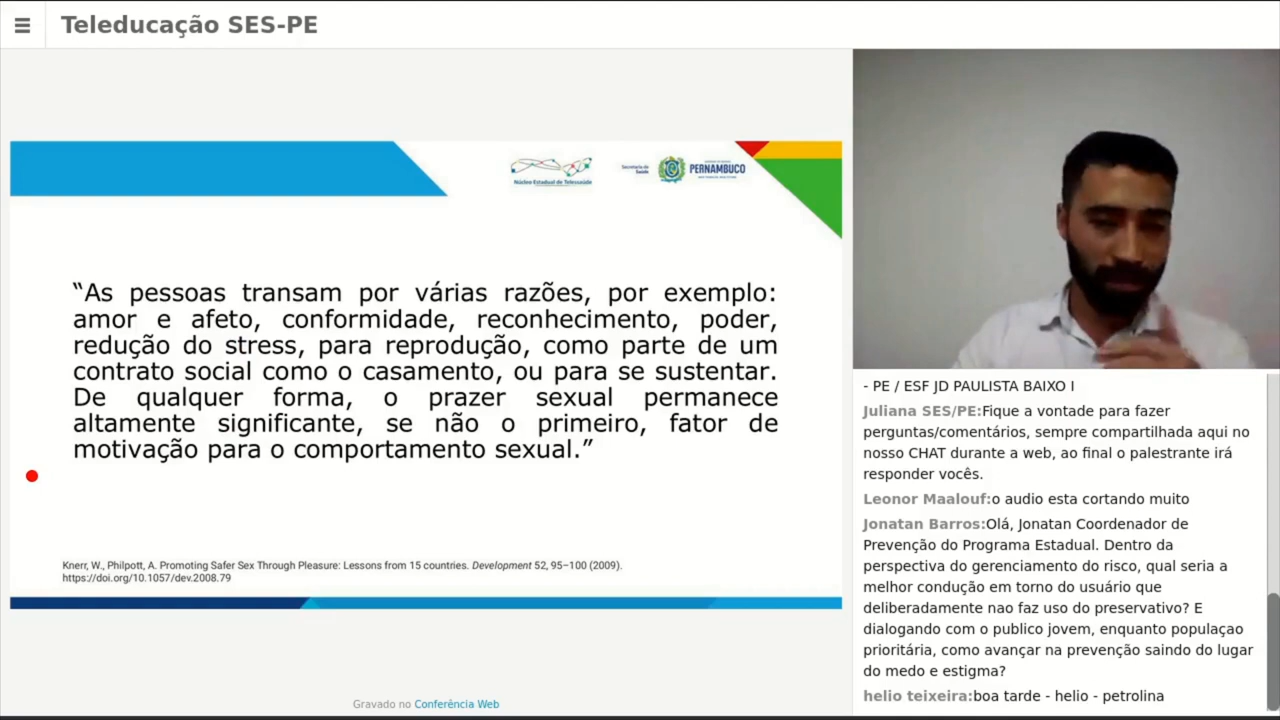 Teleducação SES-PE
Núcleo Estadual de Telessaúde
Secretaria de
Saúde
PERNAMBUCO
“As pessoas transam por várias razões, por exemplo:
amor e afeto, conformidade, reconhecimento, poder,
redução do stress, para reprodução, como parte de um
contrato social como o casamento, ou para se sustentar.
De qualquer forma, o prazer sexual permanece
altamente significante, se não o primeiro, fator de
motivação para o comportamento sexual.”
Knerr, W., Philpott, A. Promoting Safer Sex Through Pleasure: Lessons from 15 countries. Development 52, 95–100 (2009).
https://doi.org/10.1057/dev.2008.79
Gravado no Conferência Web
- PE / ESF JD PAULISTA BAIXO I
Juliana SES/PE:Fique a vontade para fazer
perguntas/comentários, sempre compartilhada aqui no
nosso CHAT durante a web, ao final o palestrante irá
responder vocês.
Leonor Maalouf:o audio esta cortando muito
Jonatan Barros:Olá, Jonatan Coordenador de
Prevenção do Programa Estadual. Dentro da
perspectiva do gerenciamento do risco, qual seria a
melhor condução em torno do usuário que
deliberadamente nao faz uso do preservativo? E
dialogando com o publico jovem, enquanto populaçao
prioritária, como avançar na prevenção saindo do lugar
do medo e estigma?
helio teixeira:boa tarde - helio - petrolina